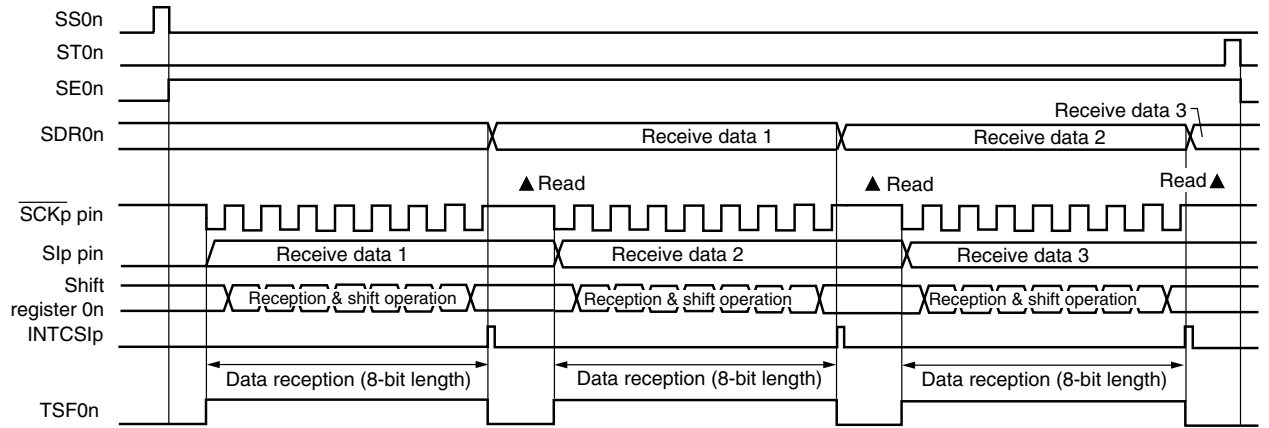 SS0n
ST0n
SE0n
Receive data 3
SDR0n Receive data 1 Receive data 2
▲ Read ▲ Read Read ▲
SCKp pin
SIp pin Receive data 1 Receive data 2 Receive data 3
Shift
register 0n Reception & shift operation Reception & shift operation Reception & shift operation
INTCSIp
Data reception (8-bit length) Data reception (8-bit length) Data reception (8-bit length)
TSF0n